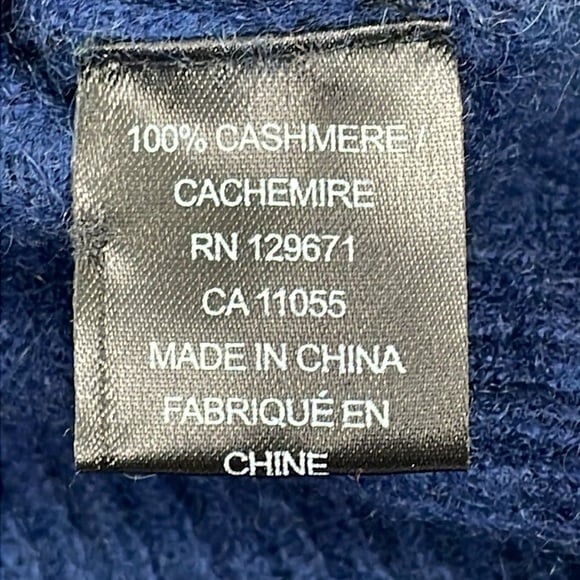 100% CASHMERE /
CACHEMIRE
RN 129671
CA 11055
MADE IN CHINA
FABRIQUÉ EN
CHINE